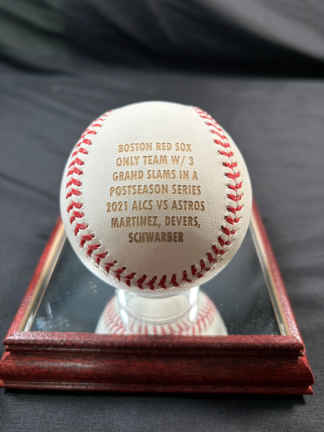 BOSTON RED SOX
ONLY TEAM W/ 3
GRAND SLAMS IN A
POSTSEASON SERIES
2021 ALCS VS ASTROS
MARTINEZ, DEVERS,
SCHWARBER